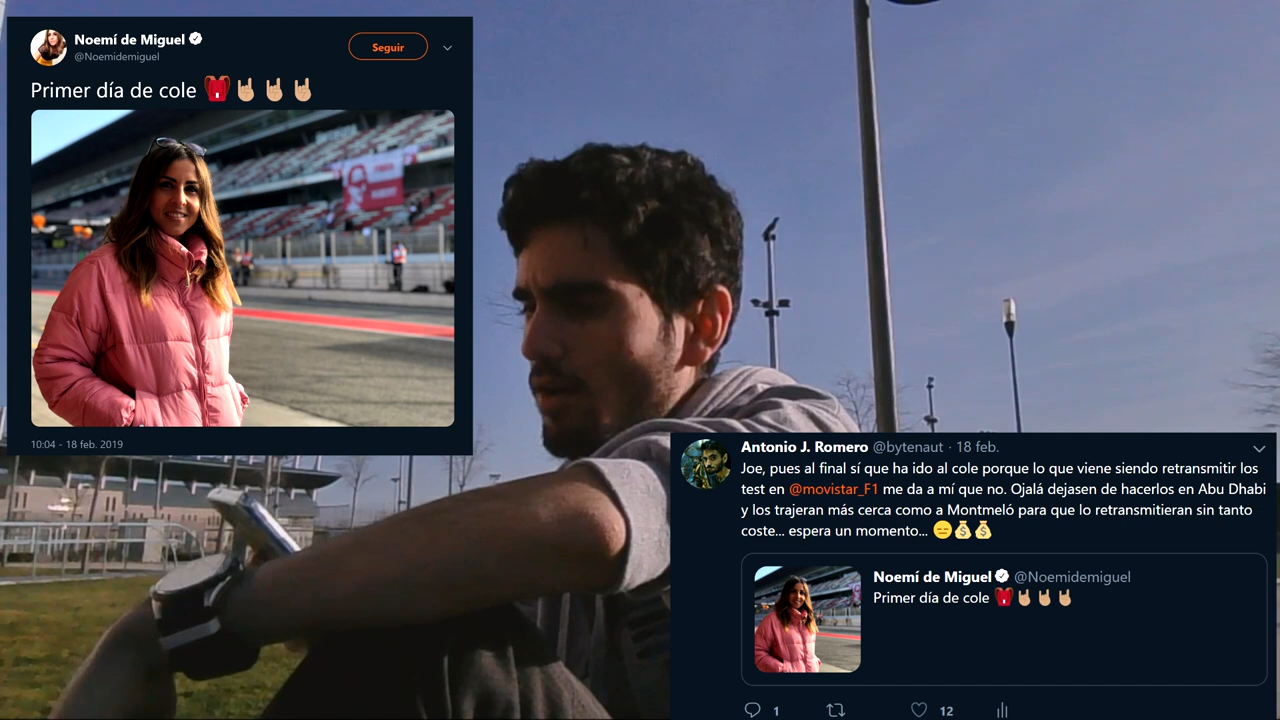 Noemí de Miguel
@Noemidemiguel
Seguir
Primer día de cole
10:04 - 18 feb. 2019
Antonio J. Romero @bytenaut · 18 feb.
Joe, pues al final sí que ha ido al cole porque lo que viene siendo retransmitir los
test en @movistar_F1 me da a mí que no. Ojalá dejasen de hacerlos en Abu Dhabi
y los trajeran más cerca como a Montmeló para que lo retransmitieran sin tanto
coste... espera un momento... 😑💰💰
Noemí de Miguel @Noemidemiguel
Primer día de cole
1
12